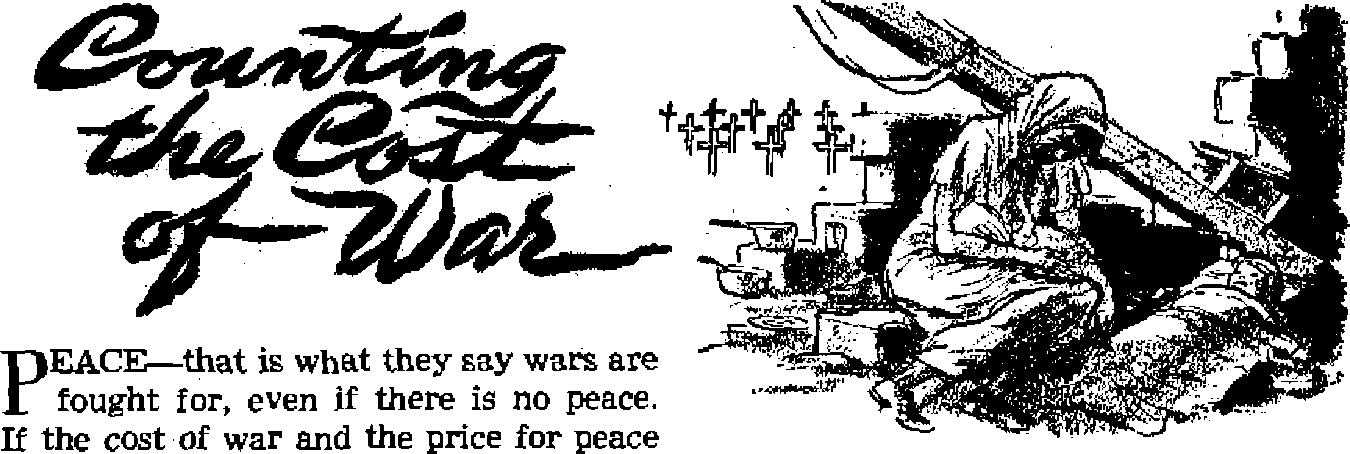 Counting
the Cost
of War
PEACE—that is what they say wars are
fought for, even if there is no peace.
If the cost of war and the price for peace